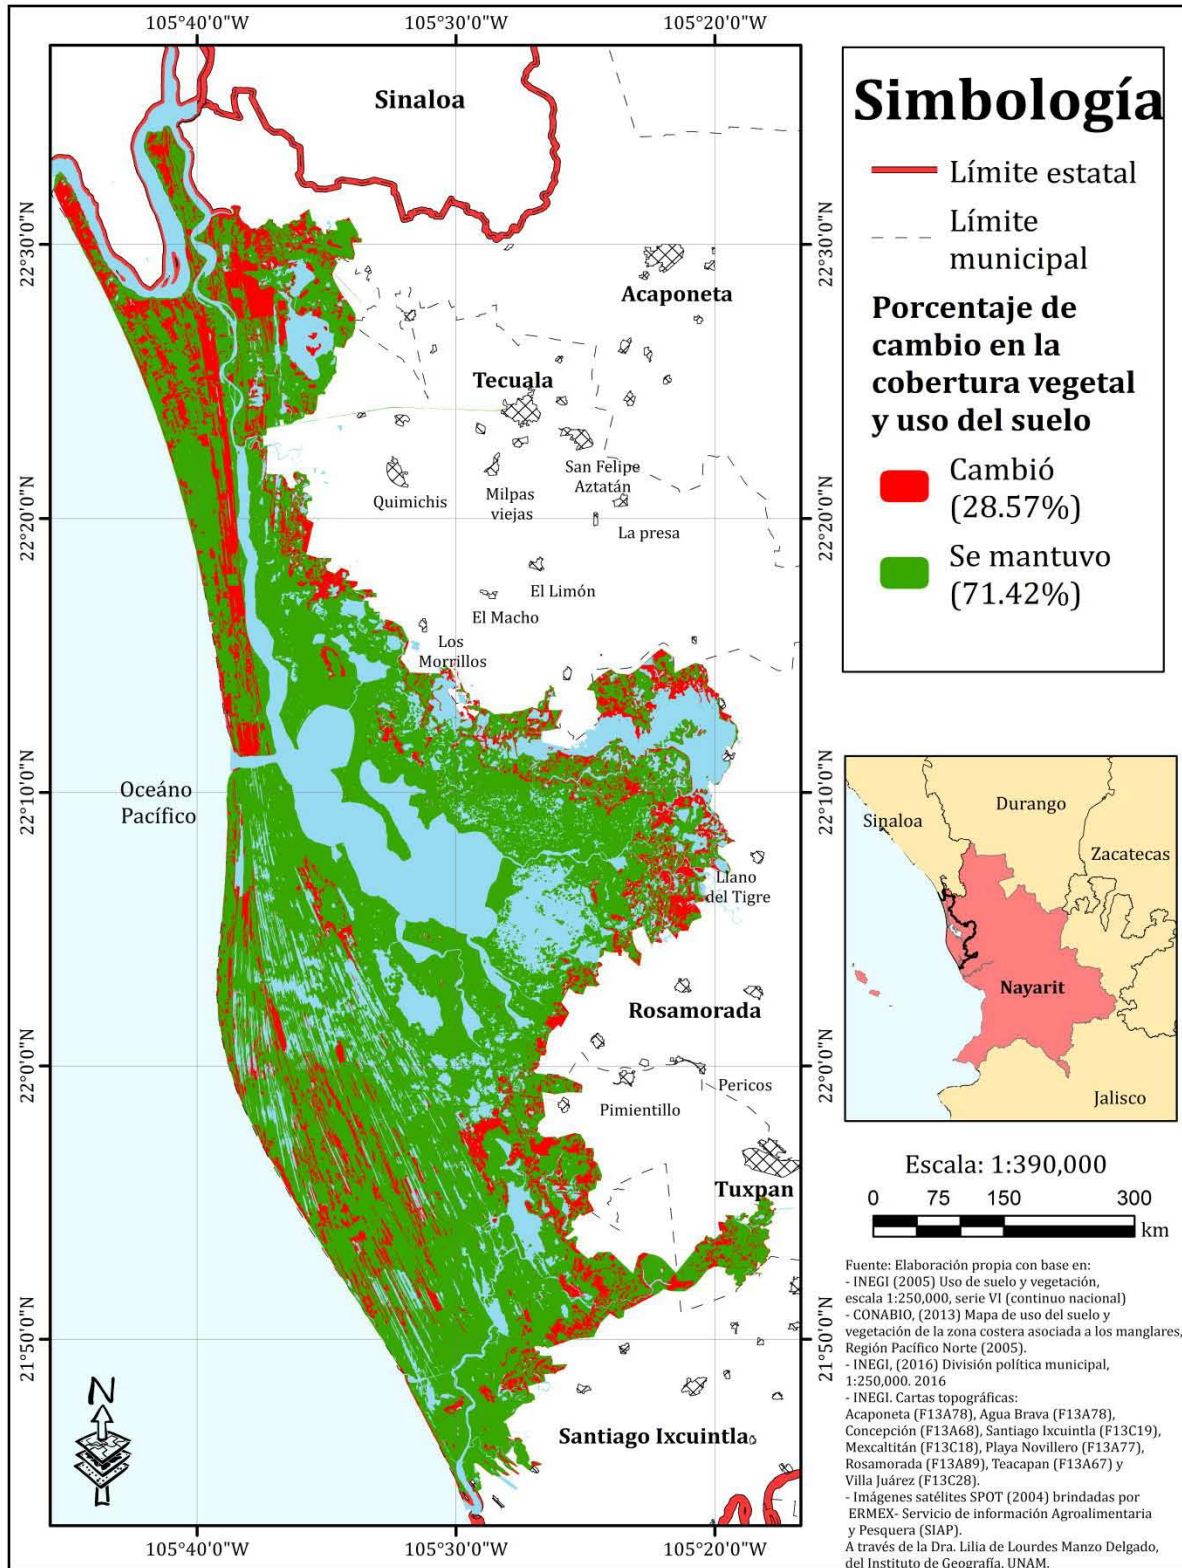 105°40'0"W
105°30'0"W
105°20'0"W
22°30'0"N
22°20'0"N
22°10'0"N
22°0'0"N
21°50'0"N
Sinaloa
Acaponeta
Tecuala
San Felipe
Aztatán
Quimichis
Milpas
viejas
La presa
El Limón
El Macho
Los
Morrillos
Oceáno
Pacífico
Llano
del Tigre
Rosamorada
Pericos
Pimientillo
Tuxpan
Santiago Ixcuintla
N
22°30'0"N
22°20'0"N
22°10'0"N
22°0'0"N
21°50'0"N
105°40'0"W
105°30'0"W
105°20'0"W
Simbología
Límite estatal
Límite
municipal
Porcentaje de
cambio en la
cobertura vegetal
y uso del suelo
Cambió
(28.57%)
Se mantuvo
(71.42%)
Durango
Sinaloa
Zacatecas
Nayarit
Jalisco
Escala: 1:390,000
0 75 150 300
km
Fuente: Elaboración propia con base en:
- INEGI (2005) Uso de suelo y vegetación,
escala 1:250,000, serie VI (continuo nacional)
- CONABIO, (2013) Mapa de uso del suelo y
vegetación de la zona costera asociada a los manglares,
Región Pacífico Norte (2005).
- INEGI, (2016) División política municipal,
1:250,000. 2016
- INEGI. Cartas topográficas:
Acaponeta (F13A78), Agua Brava (F13A78),
Concepción (F13A68), Santiago Ixcuintla (F13C19),
Mexcaltitán (F13C18), Playa Novillero (F13A77),
Rosamorada (F13A89), Teacapan (F13A67) y
Villa Juárez (F13C28).
- Imágenes satélites SPOT (2004) brindadas por
ERMEX- Servicio de información Agroalimentaria
y Pesquera (SIAP).
A través de la Dra. Lilia de Lourdes Manzo Delgado,
del Instituto de Geografía, UNAM.